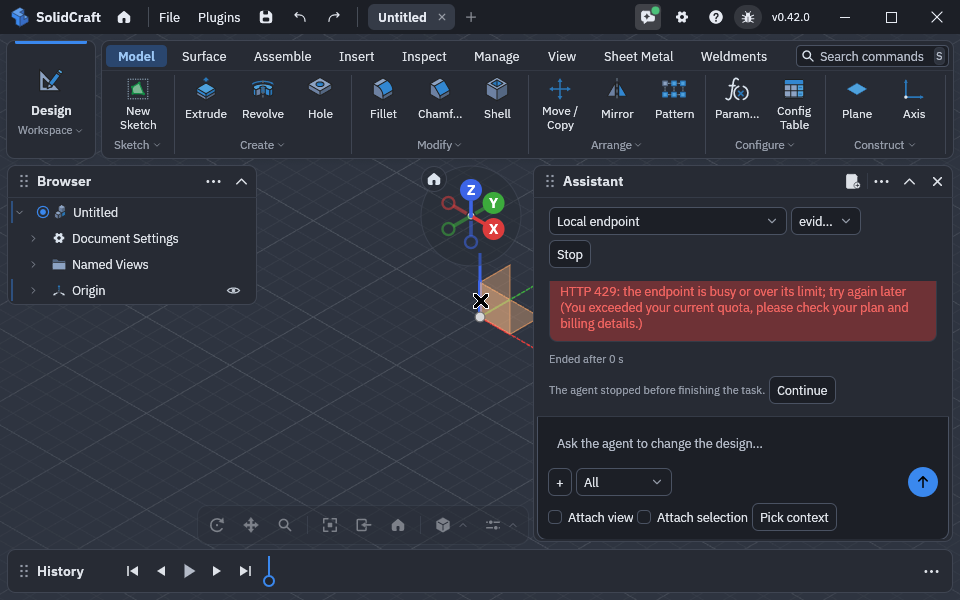 SolidCraft
File
Plugins
Untitled
v0.42.0
Design
Workspace
Model
Surface
Assemble
Insert
Inspect
Manage
View
Sheet Metal
Weldments
Search commands
S
New
Sketch
Extrude
Revolve
Hole
Fillet
Chamf...
Shell
Move /
Copy
Mirror
Pattern
Param...
Config
Table
Plane
Axis
Sketch
Create
Modify
Arrange
Configure
Construct
Browser
Untitled
Document Settings
Named Views
Origin
Z
Y
X
Assistant
Local endpoint
evid...
Stop
HTTP 429: the endpoint is busy or over its limit; try again later
(You exceeded your current quota, please check your plan and
billing details.)
Ended after 0 s
The agent stopped before finishing the task.
Continue
Ask the agent to change the design...
+
All
Attach view
Attach selection
Pick context
History